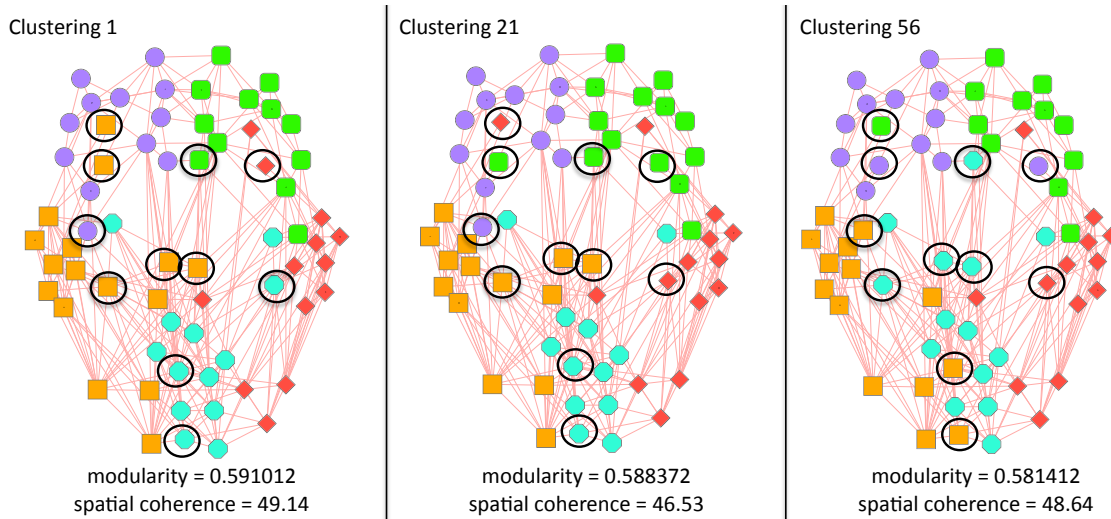 Clustering 1
modularity = 0.591012
spatial coherence = 49.14
Clustering 21
modularity = 0.588372
spatial coherence = 46.53
Clustering 56
modularity = 0.581412
spatial coherence = 48.64